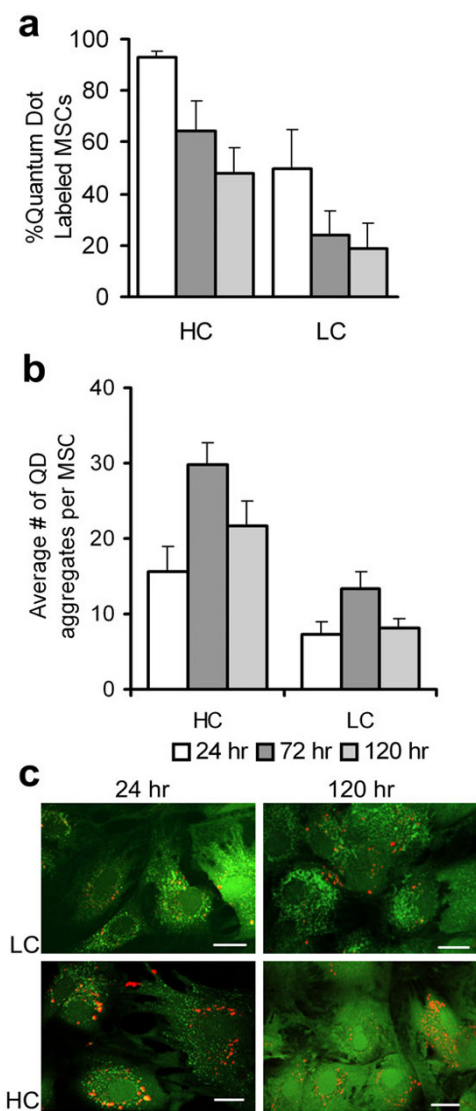 a
%Quantum Dot
Labeled MSCs
100
80
60
40
20
0
HC LC
b
Average # of QD
aggregates per MSC
40
30
20
10
0
HC LC
24 hr 72 hr 120 hr
c
24 hr 120 hr
LC
HC